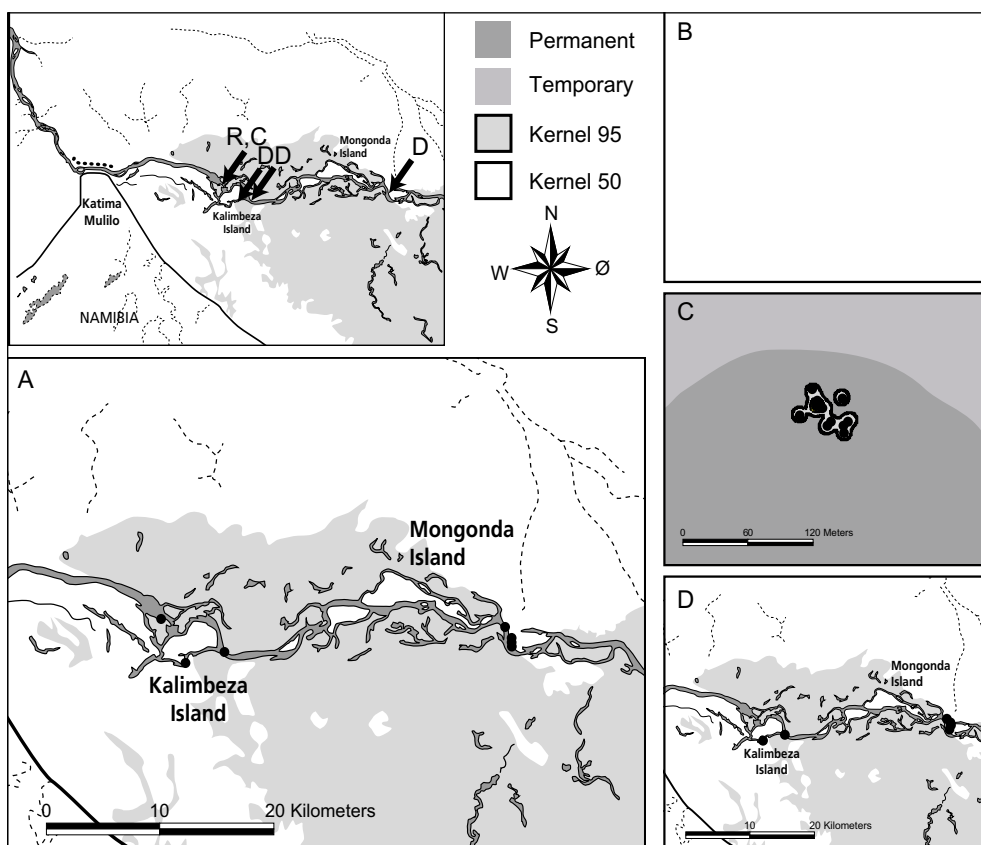 R,C
DD
D
Mongonda
Island
Katima
Mulilo
Kalimbeza
Island
NAMIBIA
Permanent
Temporary
Kernel 95
Kernel 50
N
W
Ø
S
B
C
0 60 120 Meters
A
Mongonda
Island
Kalimbeza
Island
0 10 20 Kilometers
D
Mongonda
Island
Kalimbeza
Island
0 10 20 Kilometers